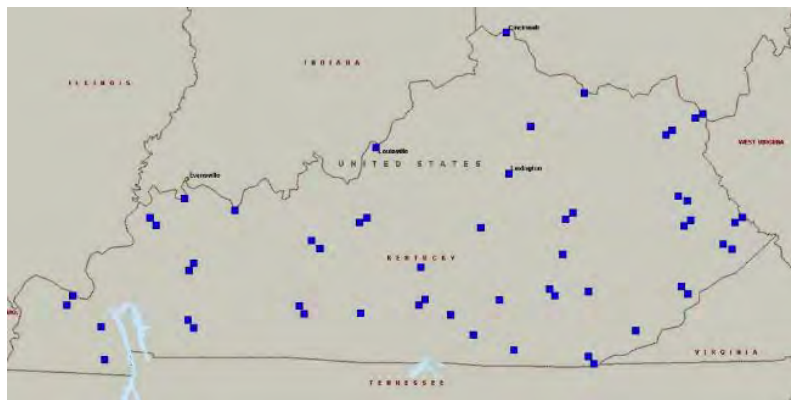 Cincinnati
INDIANA
ILLINOIS
WEST VIRGINIA
Louisville
UNITED STATES
Lexington
Evansville
KENTUCKY
VIRGINIA
TENNESSEE